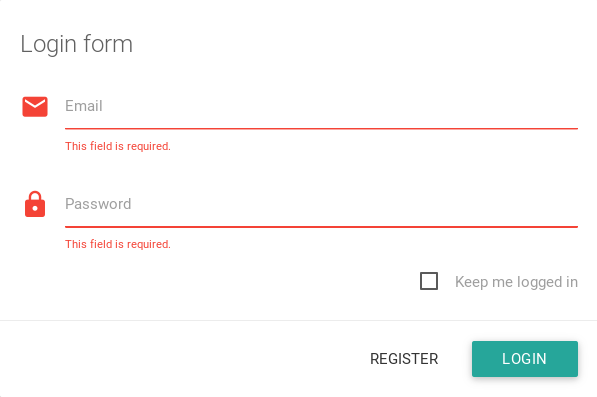 Login form
Email
This field is required.
Password
This field is required.
Keep me logged in
REGISTER LOGIN